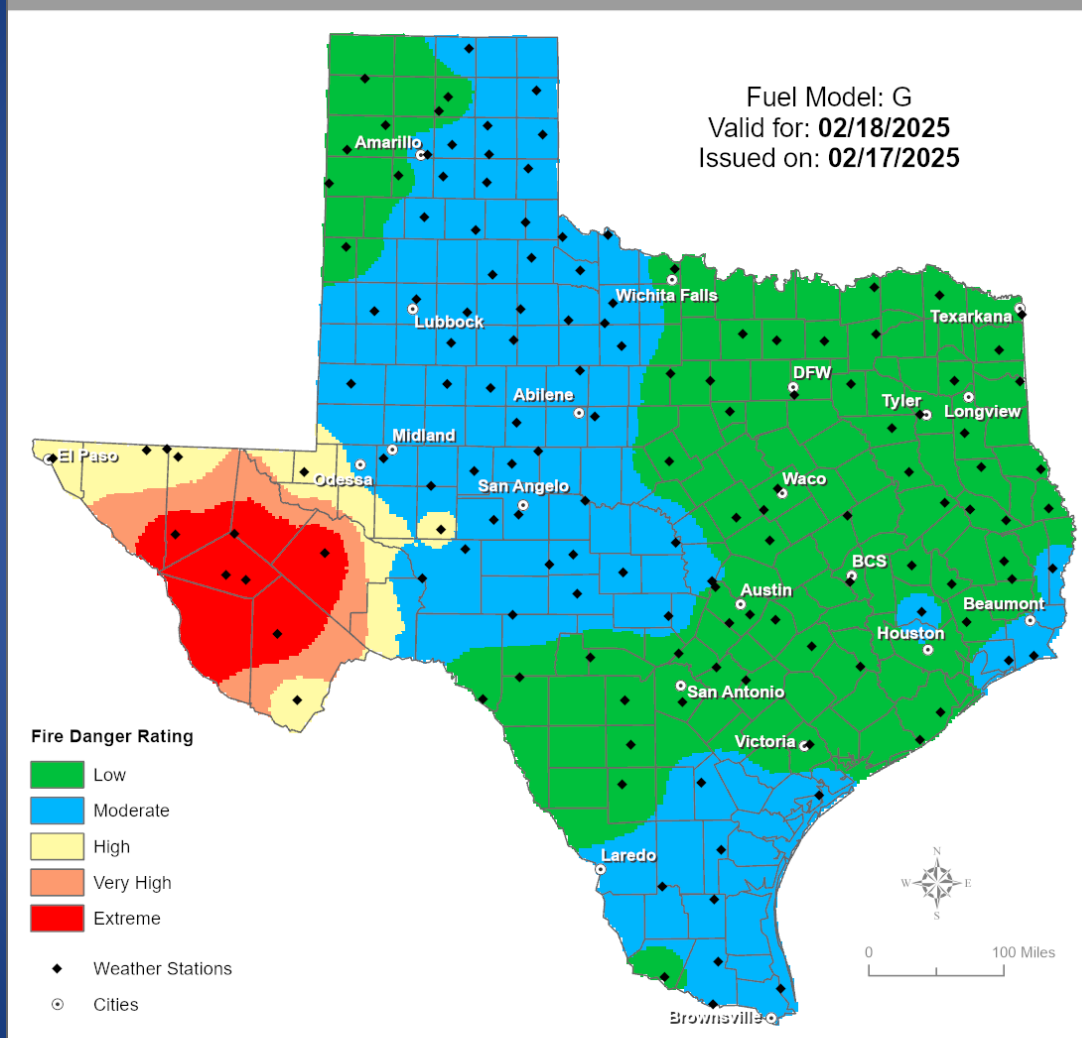 Fuel Model: G
Valid for: 02/18/2025
Issued on: 02/17/2025
Amarillo
Wichita Falls
Lubbock
Texarkana
DFW
Abilene
Tyler
Longview
Midland
El Paso
Odessa
San Angelo
Waco
BCS
Austin
Beaumont
Houston
San Antonio
Victoria
Laredo
Brownsville
Fire Danger Rating
Low
Moderate
High
Very High
Extreme
Weather Stations
Cities
N
W E
S
0 100 Miles